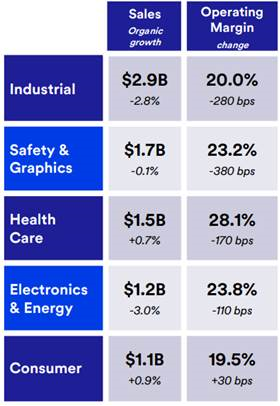 Sales Operating
Organic Margin
growth change
Industrial $2.9B 20.0%
-2.8% -280 bps
Safety & $1.7B 23.2%
Graphics -0.1% -380 bps
Health $1.5B 28.1%
Care +0.7% -170 bps
Electronics $1.2B 23.8%
& Energy -3.0% -110 bps
Consumer $1.1B 19.5%
+0.9% +30 bps